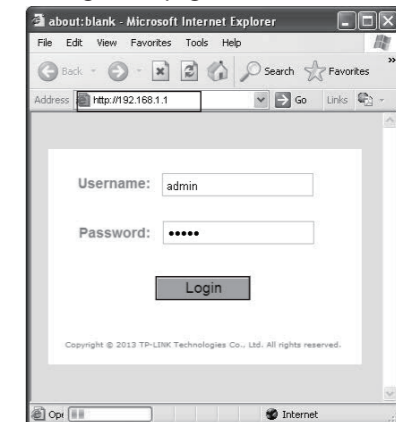 about:blank - Microsoft Internet Explorer
File Edit View Favorites Tools Help
Back Search Favorites »
Address http://192.168.1.1 Go Links
Username: admin
Password: •••••
Login
Copyright © 2013 TP-LINK Technologies Co., Ltd. All rights reserved.
Ope Internet